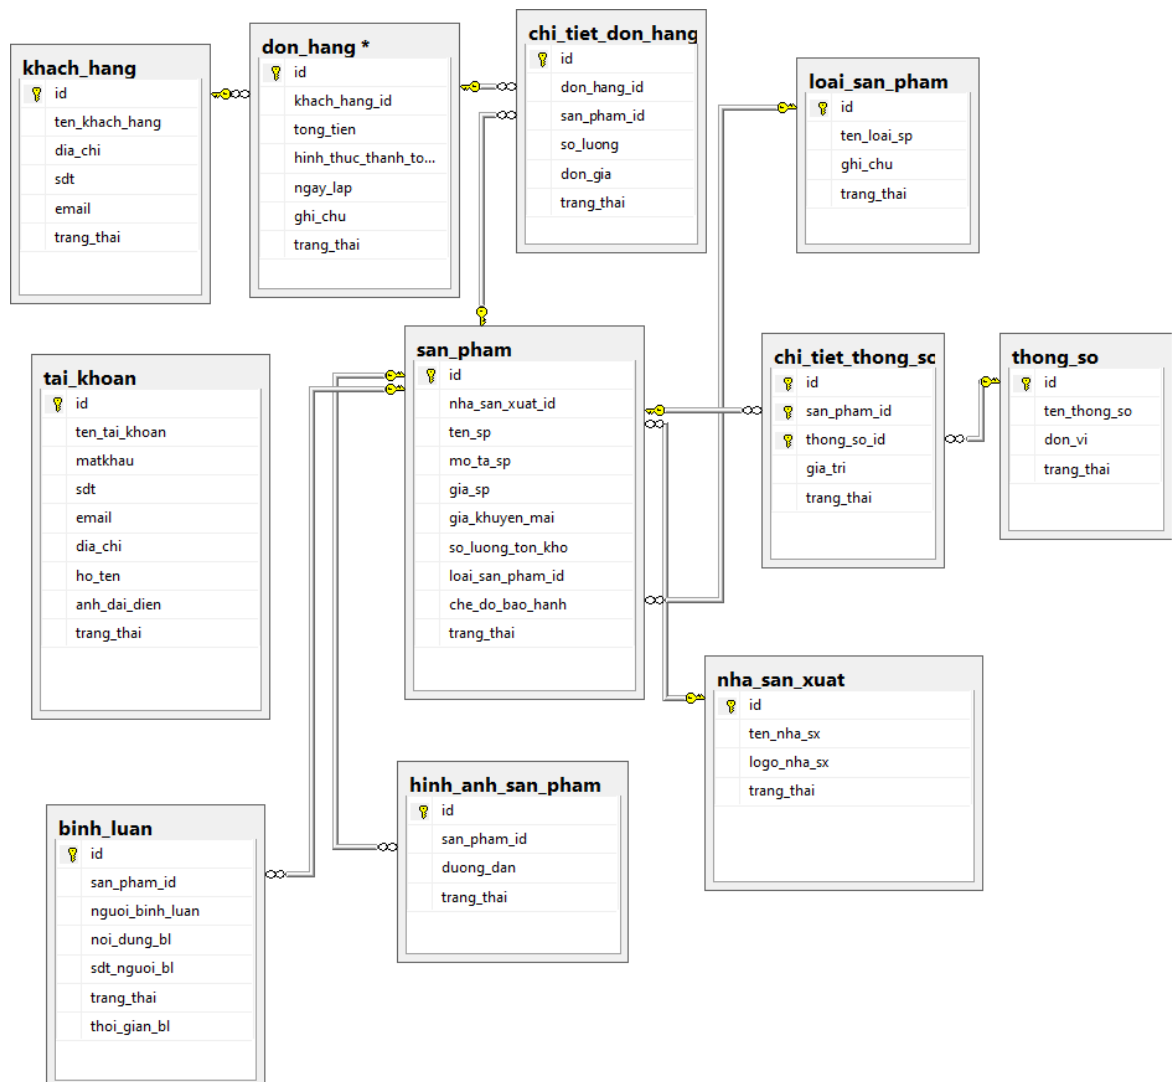 khach_hang
id
ten_khach_hang
dia_chi
sdt
email
trang_thai
don_hang *
id
khach_hang_id
tong_tien
hinh_thuc_thanh_to...
ngay_lap
ghi_chu
trang_thai
chi_tiet_don_hang
id
don_hang_id
san_pham_id
so_luong
don_gia
trang_thai
loai_san_pham
id
ten_loai_sp
ghi_chu
trang_thai
tai_khoan
id
ten_tai_khoan
matkhau
sdt
email
dia_chi
ho_ten
anh_dai_dien
trang_thai
san_pham
id
nha_san_xuat_id
ten_sp
mo_ta_sp
gia_sp
gia_khuyen_mai
so_luong_ton_kho
loai_san_pham_id
che_do_bao_hanh
trang_thai
chi_tiet_thong_so
id
san_pham_id
thong_so_id
gia_tri
trang_thai
thong_so
id
ten_thong_so
don_vi
trang_thai
nha_san_xuat
id
ten_nha_sx
logo_nha_sx
trang_thai
hinh_anh_san_pham
id
san_pham_id
duong_dan
trang_thai
binh_luan
id
san_pham_id
nguoi_binh_luan
noi_dung_bl
sdt_nguoi_bl
trang_thai
thoi_gian_bl